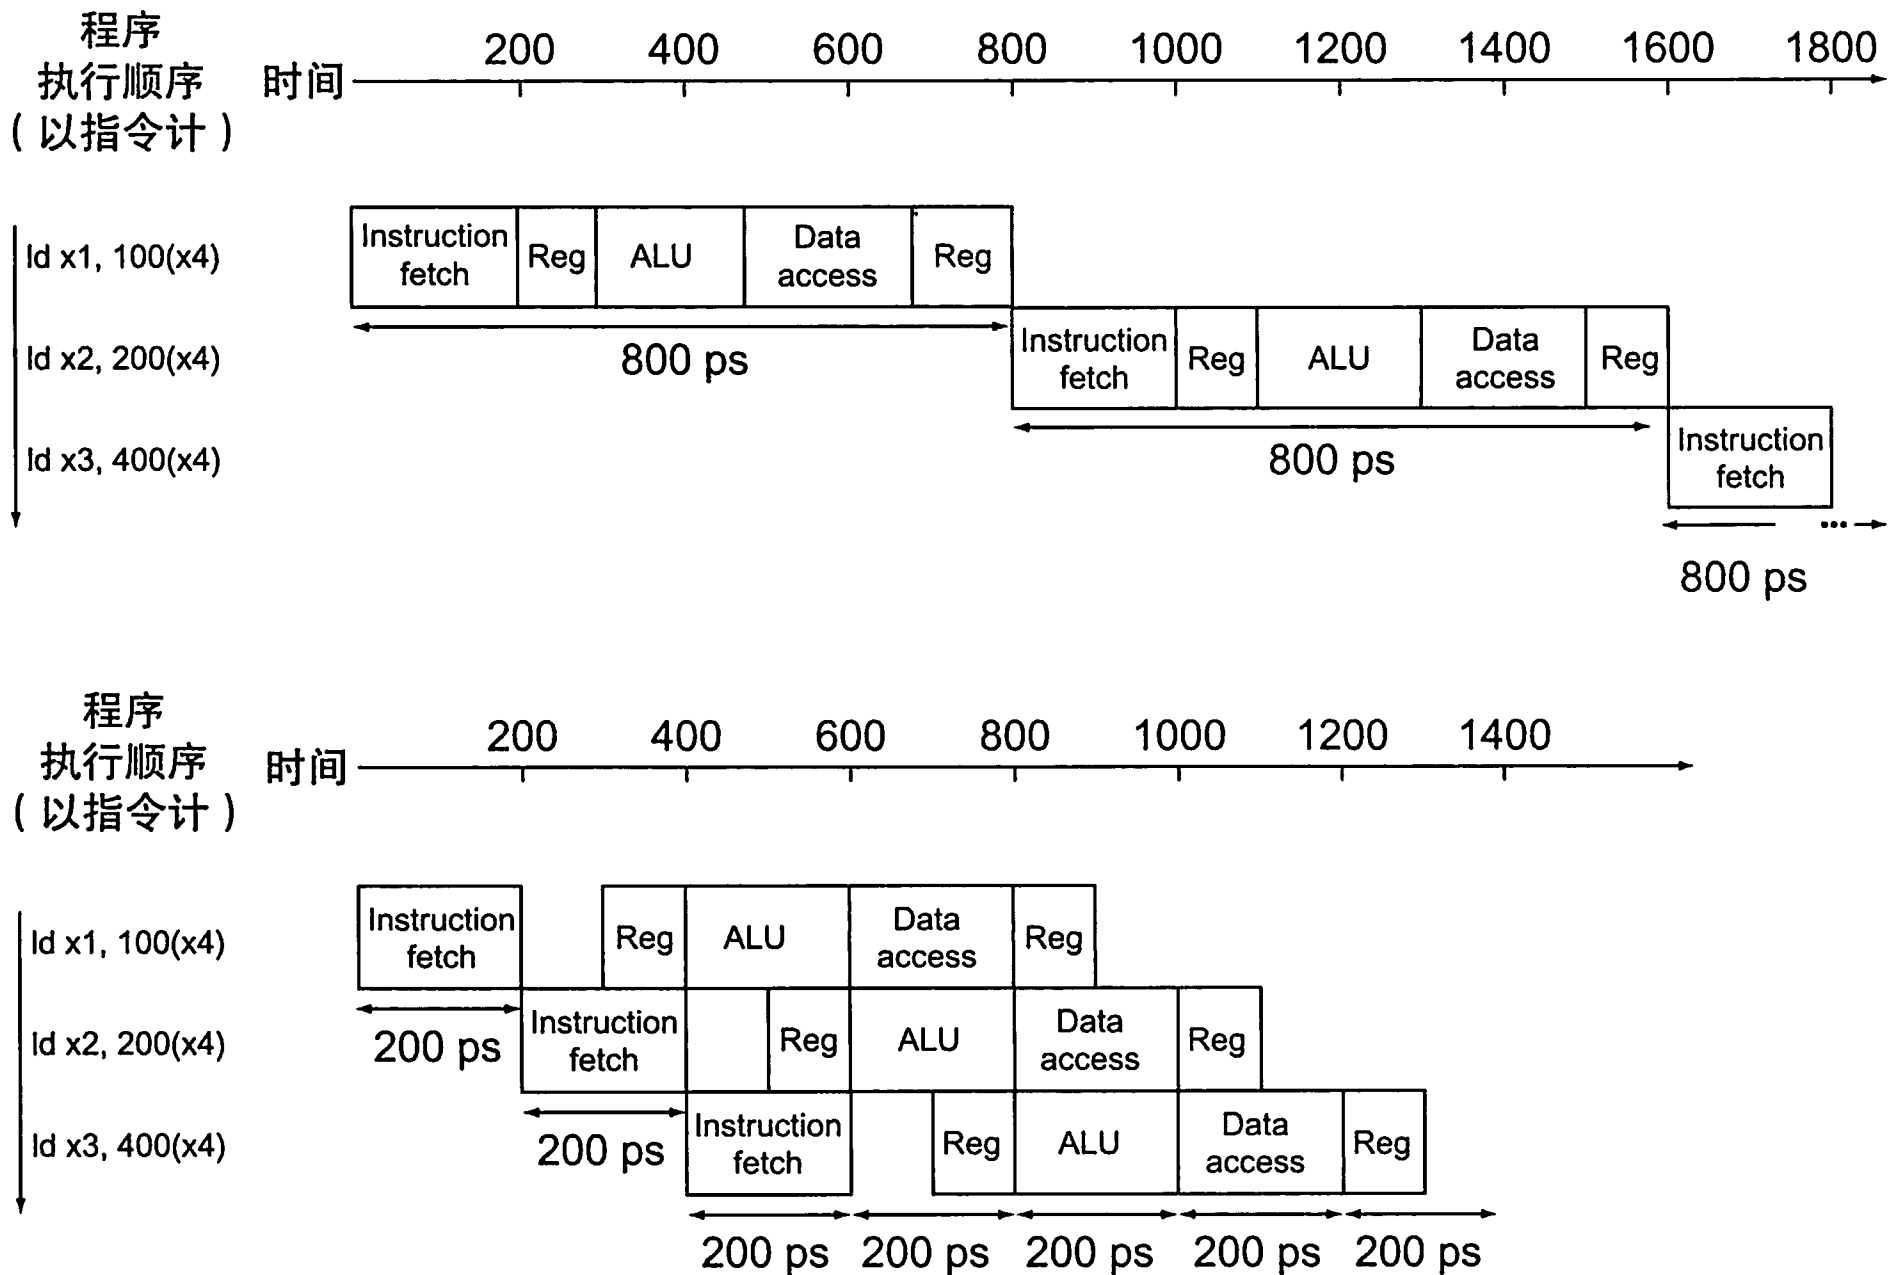 程序
执行顺序
（以指令计）
时间
200 400 600 800 1000 1200 1400 1600 1800
ld x1, 100(x4)
Instruction
fetch
Reg
ALU
Data
access
Reg
800 ps
ld x2, 200(x4)
Instruction
fetch
Reg
ALU
Data
access
Reg
800 ps
ld x3, 400(x4)
Instruction
fetch
...
800 ps
程序
执行顺序
（以指令计）
时间
200 400 600 800 1000 1200 1400
ld x1, 100(x4)
Instruction
fetch
Reg
ALU
Data
access
Reg
200 ps
ld x2, 200(x4)
Instruction
fetch
Reg
ALU
Data
access
Reg
200 ps
ld x3, 400(x4)
Instruction
fetch
Reg
ALU
Data
access
Reg
200 ps 200 ps 200 ps 200 ps 200 ps